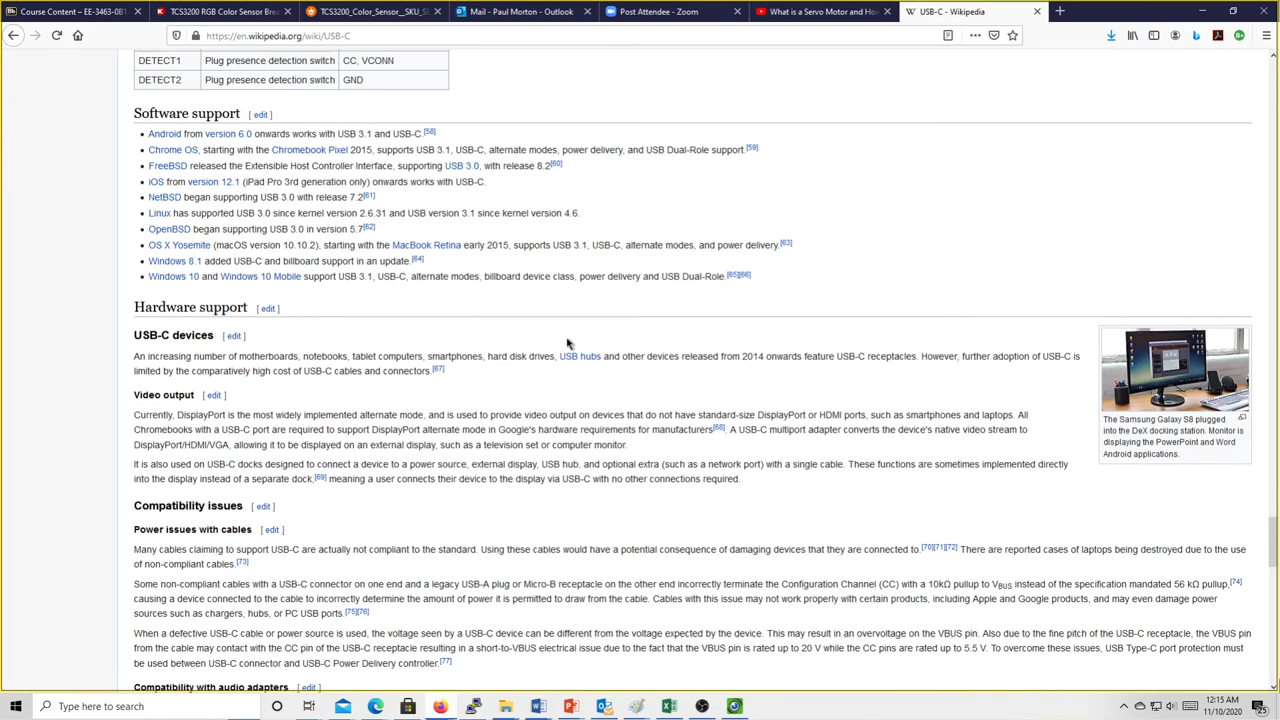 EE-3463-0B1
TCS3200 RGB Color Sensor Brea
TCS3200_Color_Sensor__SKU_SE
Mail - Paul Morton - Outlook
Post Attendee - Zoom
What is a Servo Motor and How
USB-C - Wikipedia
https://en.wikipedia.org/wiki/USB-C
DETECT1 Plug presence detection switch CC, VCONN
DETECT2 Plug presence detection switch GND
Software support [ edit ]
• Android from version 6.0 onwards works with USB 3.1 and USB-C.[58]
• Chrome OS, starting with the Chromebook Pixel 2015, supports USB 3.1, USB-C, alternate modes, power delivery, and USB Dual-Role support.[59]
• FreeBSD released the Extensible Host Controller Interface, supporting USB 3.0, with release 8.2[60]
• iOS from version 12.1 (iPad Pro 3rd generation only) onwards works with USB-C.
• NetBSD began supporting USB 3.0 with release 7.2[61]
• Linux has supported USB 3.0 since kernel version 2.6.31 and USB version 3.1 since kernel version 4.6.
• OpenBSD began supporting USB 3.0 in version 5.7[62]
• OS X Yosemite (macOS version 10.10.2), starting with the MacBook Retina early 2015, supports USB 3.1, USB-C, alternate modes, and power delivery.[63]
• Windows 8.1 added USB-C and billboard support in an update.[64]
• Windows 10 and Windows 10 Mobile support USB 3.1, USB-C, alternate modes, billboard device class, power delivery and USB Dual-Role.[65][66]
Hardware support [ edit ]
USB-C devices [ edit ]
An increasing number of motherboards, notebooks, tablet computers, smartphones, hard disk drives, USB hubs and other devices released from 2014 onwards feature USB-C receptacles. However, further adoption of USB-C is
limited by the comparatively high cost of USB-C cables and connectors.[67]
Video output [ edit ]
Currently, DisplayPort is the most widely implemented alternate mode, and is used to provide video output on devices that do not have standard-size DisplayPort or HDMI ports, such as smartphones and laptops. All
Chromebooks with a USB-C port are required to support DisplayPort alternate mode in Google's hardware requirements for manufacturers[68]. A USB-C multiport adapter converts the device's native video stream to
DisplayPort/HDMI/VGA, allowing it to be displayed on an external display, such as a television set or computer monitor.
It is also used on USB-C docks designed to connect a device to a power source, external display, USB hub, and optional extra (such as a network port) with a single cable. These functions are sometimes implemented directly
into the display instead of a separate dock,[69] meaning a user connects their device to the display via USB-C with no other connections required.
The Samsung Galaxy S8 plugged
into the DeX docking station. Monitor is
displaying the PowerPoint and Word
Android applications.
Compatibility issues [ edit ]
Power issues with cables [ edit ]
Many cables claiming to support USB-C are actually not compliant to the standard. Using these cables would have a potential consequence of damaging devices that they are connected to.[70][71][72] There are reported cases of laptops being destroyed due to the use
of non-compliant cables.[73]
Some non-compliant cables with a USB-C connector on one end and a legacy USB-A plug or Micro-B receptacle on the other end incorrectly terminate the Configuration Channel (CC) with a 10kΩ pullup to VBUS instead of the specification mandated 56 kΩ pullup,[74]
causing a device connected to the cable to incorrectly determine the amount of power it is permitted to draw from the cable. Cables with this issue may not work properly with certain products, including Apple and Google products, and may even damage power
sources such as chargers, hubs, or PC USB ports.[75][76]
When a defective USB-C cable or power source is used, the voltage seen by a USB-C device can be different from the voltage expected by the device. This may result in an overvoltage on the VBUS pin. Also due to the fine pitch of the USB-C receptacle, the VBUS pin
from the cable may contact with the CC pin of the USB-C receptacle resulting in a short-to-VBUS electrical issue due to the fact that the VBUS pin is rated up to 20 V while the CC pins are rated up to 5.5 V. To overcome these issues, USB Type-C port protection must
be used between USB-C connector and USB-C Power Delivery controller.[77]
Compatibility with audio adapters [ edit ]
Type here to search
12:15 AM
11/10/2020
25